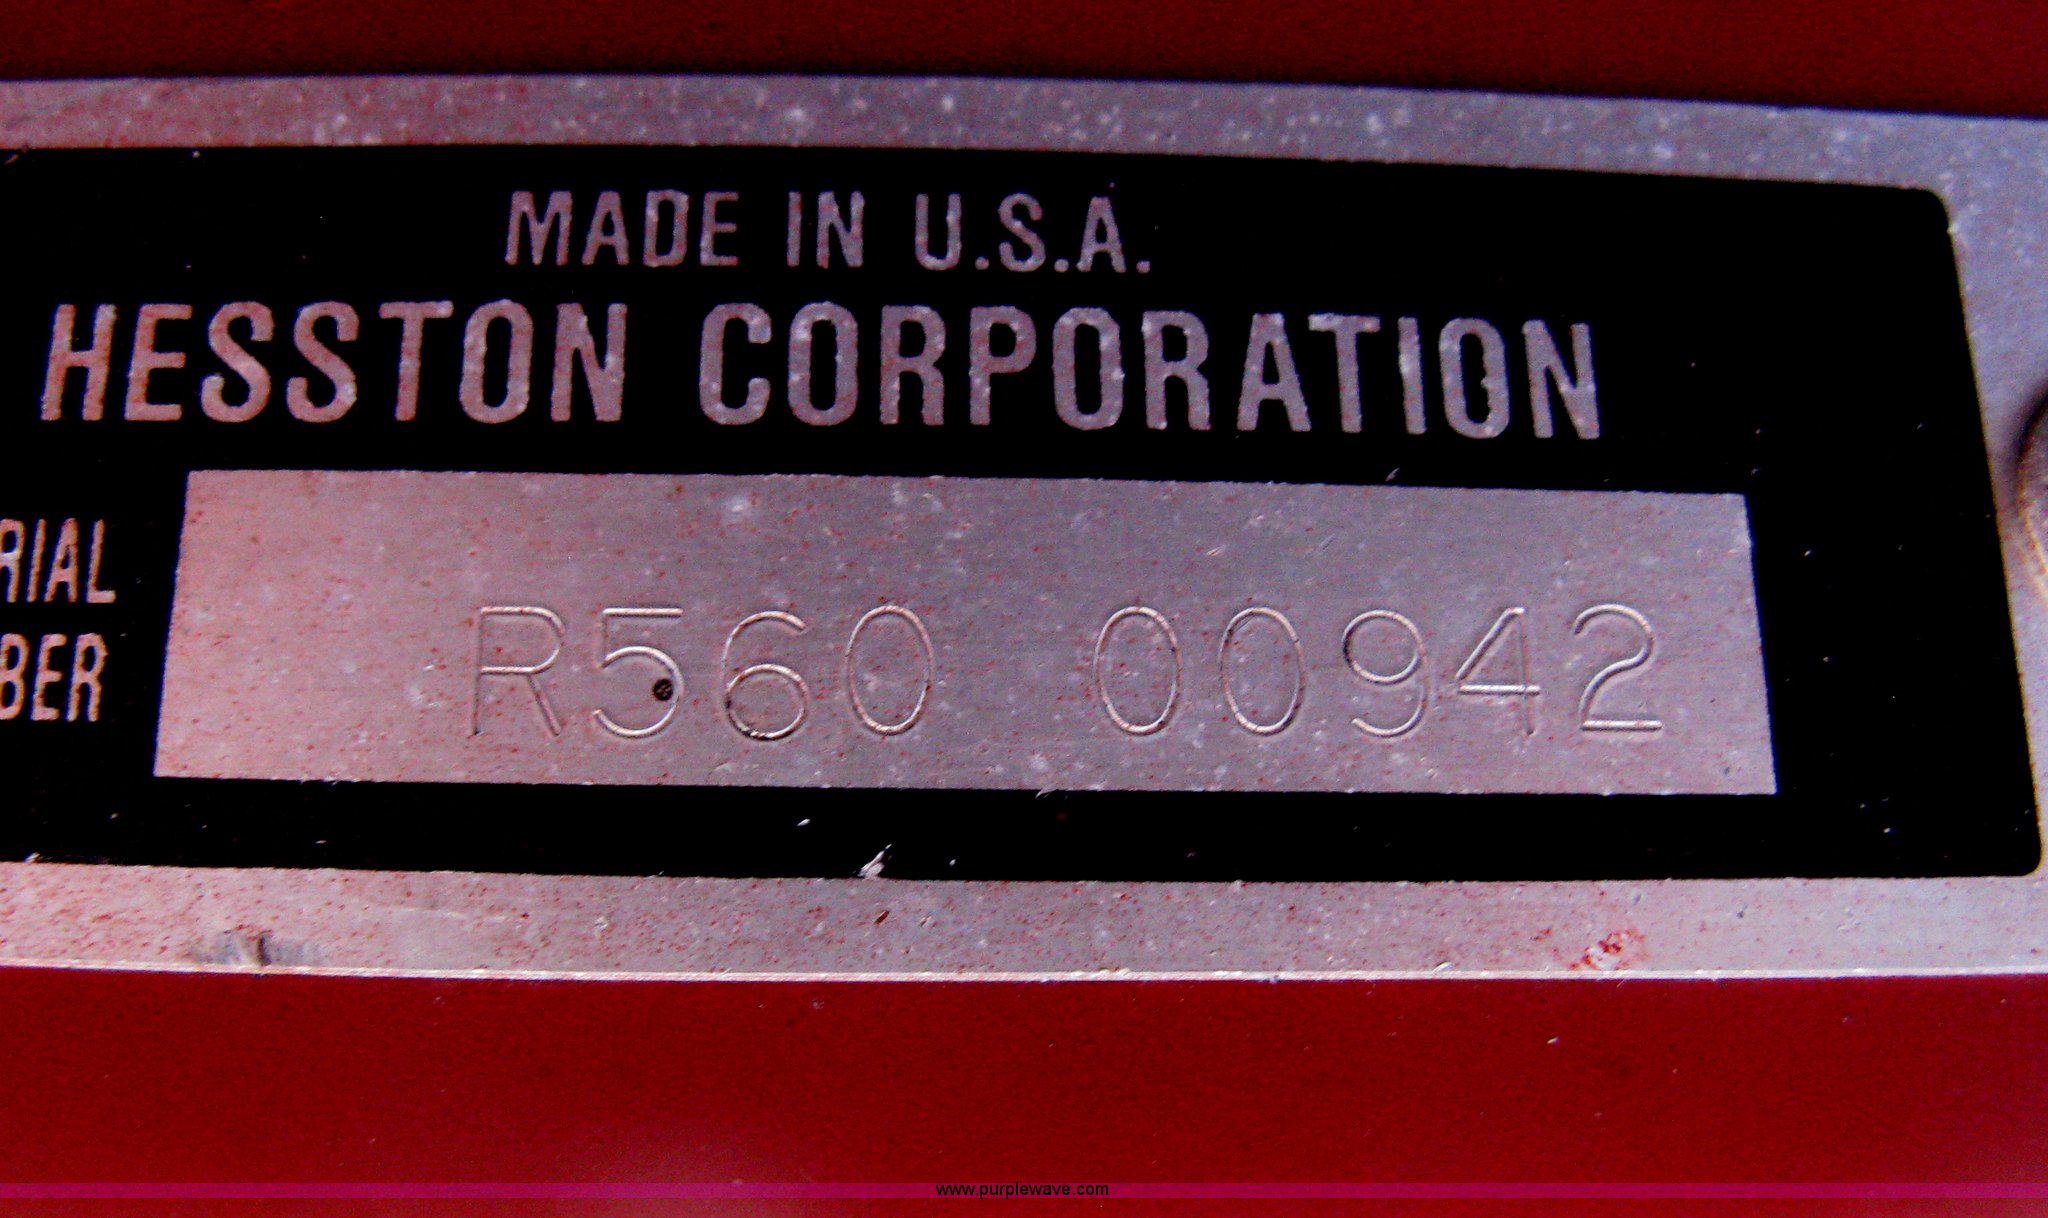 MADE IN U.S.A.
HESSTON CORPORATION
RIAL
BER
R560 00942
www.purplewave.com